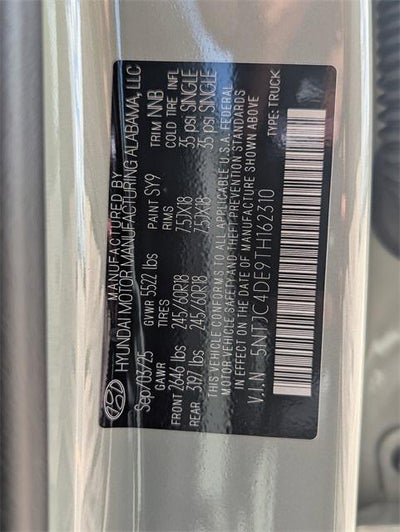 MANUFACTURED BY
HYUNDAI MOTOR MANUFACTURING ALABAMA, LLC
Sep/03/25 GVWR 5522 lbs PAINT SY9 TRIM NNB
GAWR TIRES RIMS COLD TIRE INFL
FRONT 2646 lbs 245/60R18 7.5JX18 35 psi SINGLE
REAR 3197 lbs 245/60R18 7.5JX18 35 psi SINGLE
THIS VEHICLE CONFORMS TO ALL APPLICABLE U.S.A. FEDERAL
MOTOR VEHICLE SAFETY AND THEFT PREVENTION STANDARDS
IN EFFECT ON THE DATE OF MANUFACTURE SHOWN ABOVE
V.I.N 5NTJC4DE9TH162310 TYPE: TRUCK